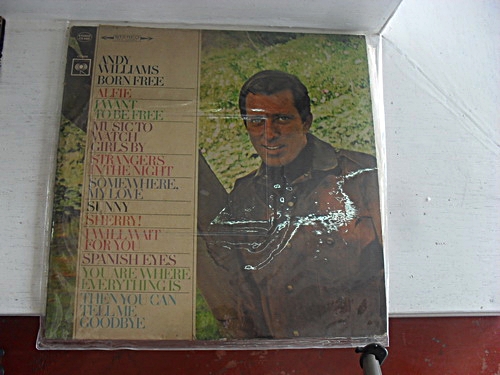 STEREO
ANDY
WILLIAMS
BORN FREE
ALFIE
I WANT
TO BE FREE
MUSIC TO
WATCH
GIRLS BY
STRANGERS
IN THE NIGHT
SOMEWHERE,
MY LOVE
SUNNY
SHERRY!
I WILL WAIT
FOR YOU
SPANISH EYES
YOU ARE WHERE
EVERYTHING IS
THEN YOU CAN
TELL ME
GOODBYE